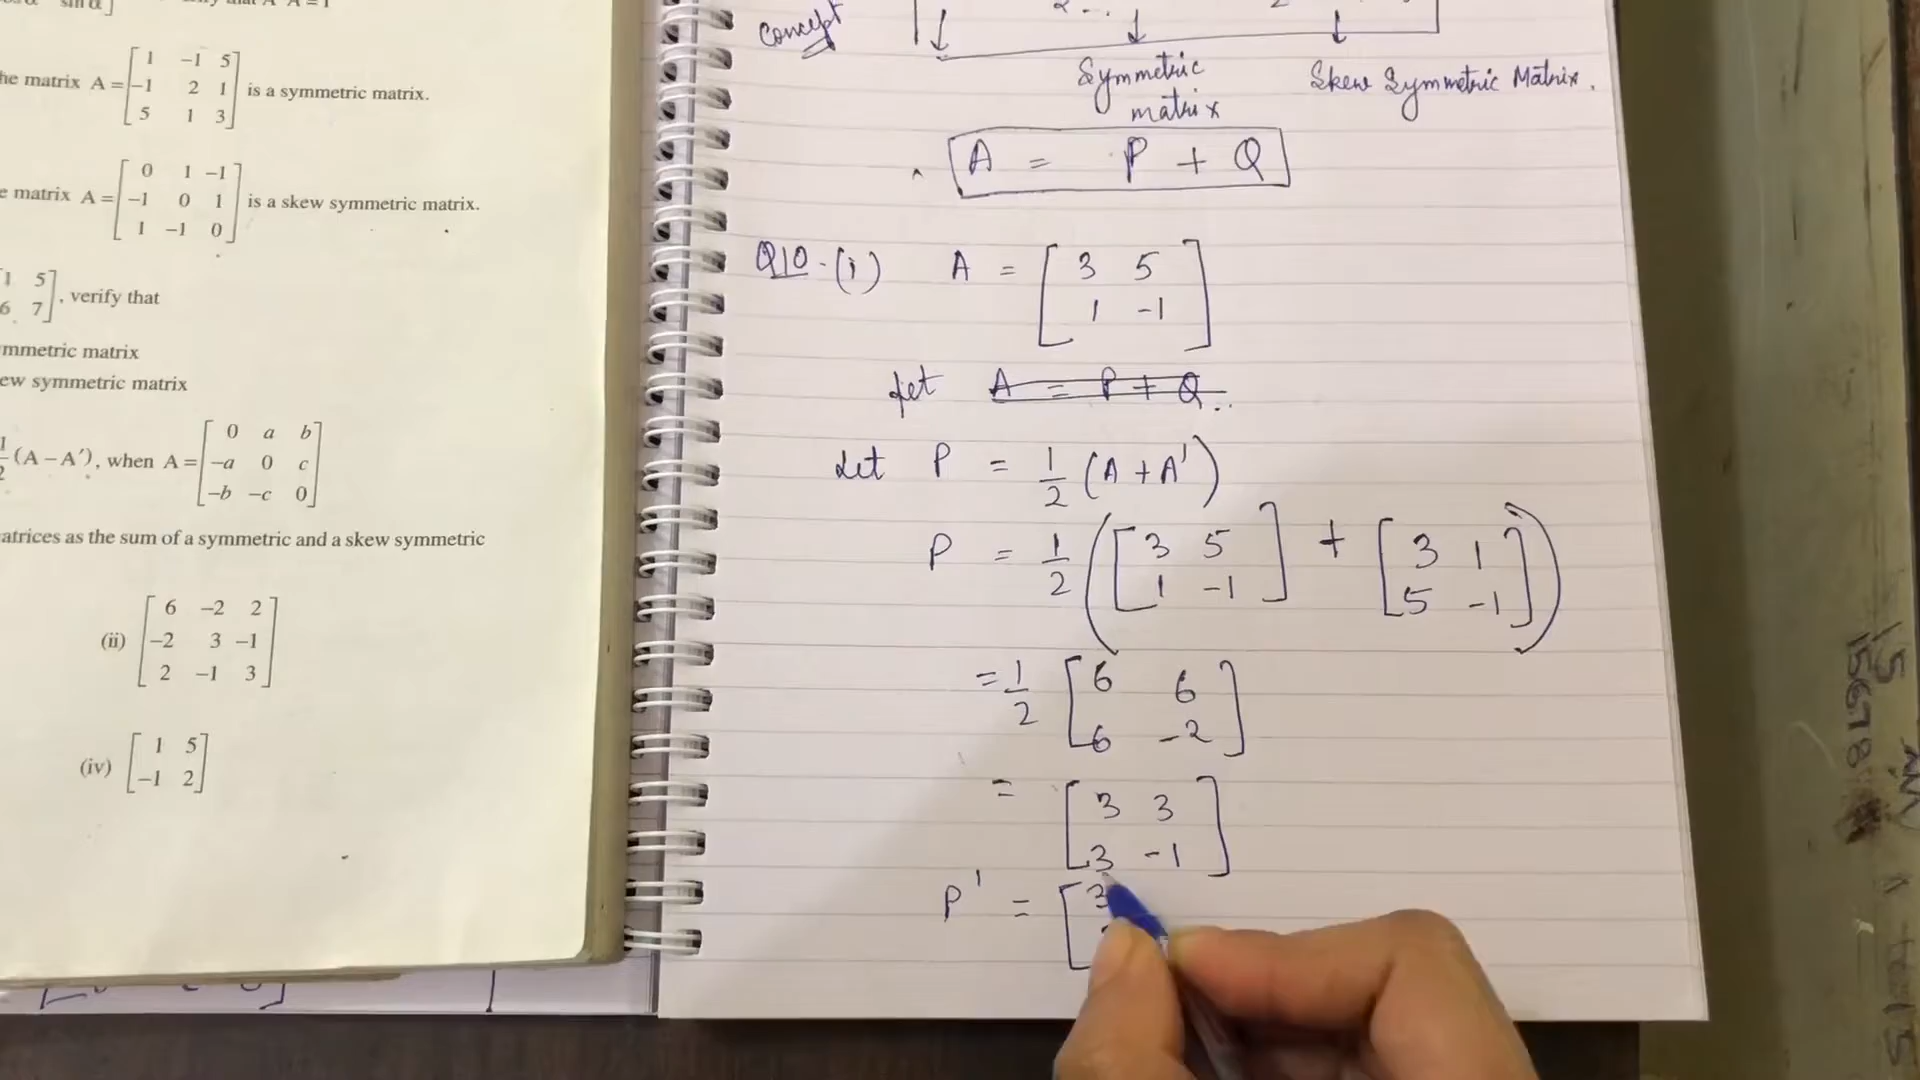 he matrix A = [1 -1 5
-1 2 1
5 1 3] is a symmetric matrix.
e matrix A = [0 1 -1
-1 0 1
1 -1 0] is a skew symmetric matrix.
1 5
6 7], verify that
mmetric matrix
ew symmetric matrix
(A – A′), when A = [0 a b
-a 0 c
-b -c 0]
atrices as the sum of a symmetric and a skew symmetric
(ii) [6 -2 2
-2 3 -1
2 -1 3]
(iv) [1 5
-1 2]
Concept
Symmetric matrix
Skew Symmetric Matrix.
A = P + Q
Q10.(i) A = [3 5
1 -1]
Let A = P + Q
Let P = 1/2 (A + A')
P = 1/2 ([3 5
1 -1] + [3 1
5 -1])
= 1/2 [6 6
6 -2]
= [3 3
3 -1]
P' = [3
15678